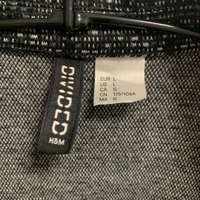 DIVIDED
H&M
EUR L
US L
CA G
CN 175/104A
MX G